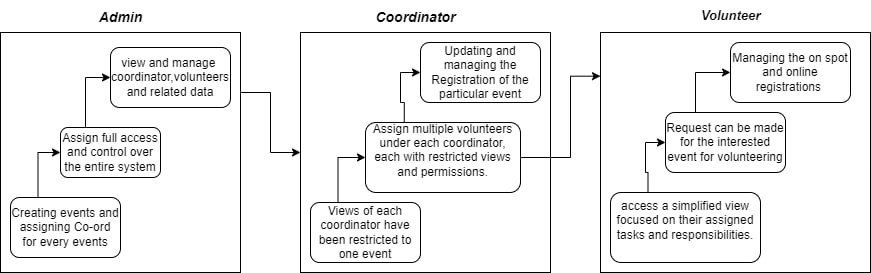 Admin
Coordinator
Volunteer
view and manage
coordinator,volunteers
and related data
Assign full access
and control over
the entire system
Creating events and
assigning Co-ord
for every events
Updating and
managing the
Registration of the
particular event
Assign multiple volunteers
under each coordinator,
each with restricted views
and permissions.
Views of each
coordinator have
been restricted to
one event
Managing the on spot
and online
registrations
Request can be made
for the interested
event for volunteering
access a simplified view
focused on their assigned
tasks and responsibilities.